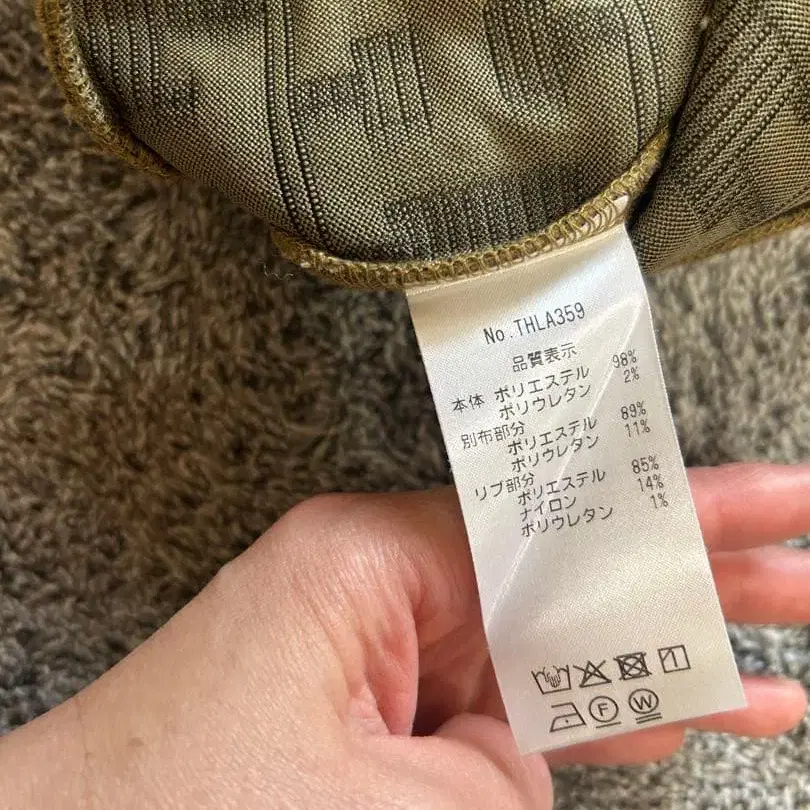 No.THLA359
品質表示
本体 ポリエステル 98%
ポリウレタン 2%
別布部分
ポリエステル 89%
ポリウレタン 11%
リブ部分
ポリエステル 85%
ナイロン 14%
ポリウレタン 1%
F W